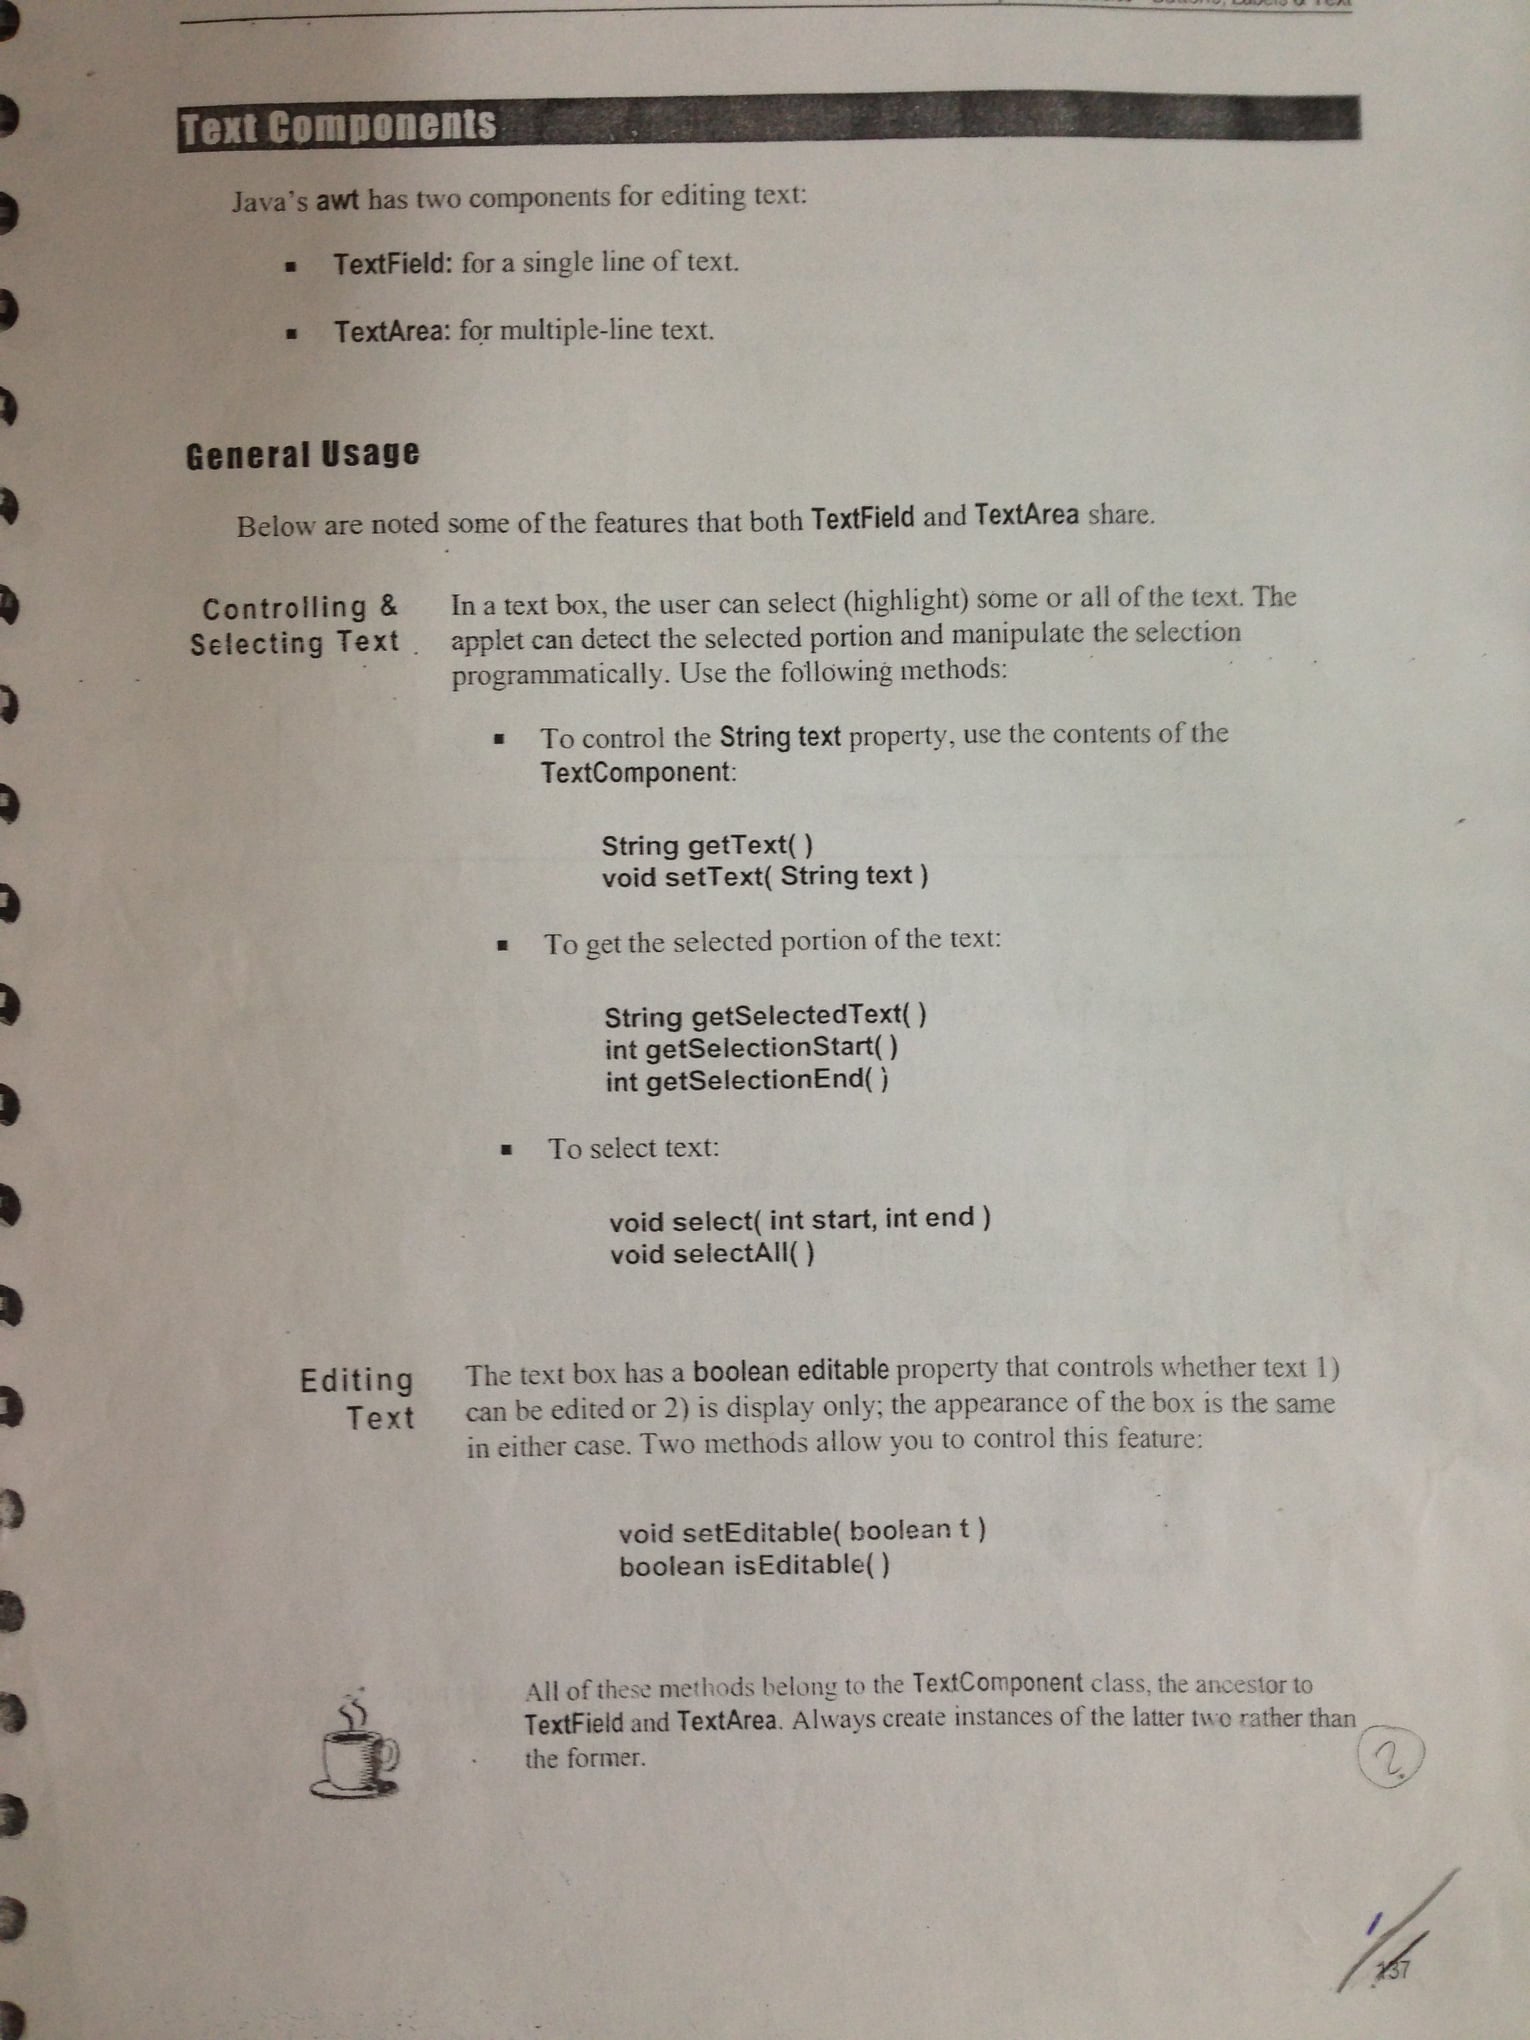 Labels & Text
Text Components
Java's awt has two components for editing text:
▪ TextField: for a single line of text.
▪ TextArea: for multiple-line text.
General Usage
Below are noted some of the features that both TextField and TextArea share.
Controlling &
Selecting Text
In a text box, the user can select (highlight) some or all of the text. The
applet can detect the selected portion and manipulate the selection
programmatically. Use the following methods:
▪ To control the String text property, use the contents of the
TextComponent:
String getText( )
void setText( String text )
▪ To get the selected portion of the text:
String getSelectedText( )
int getSelectionStart( )
int getSelectionEnd( )
▪ To select text:
void select( int start, int end )
void selectAll( )
Editing
Text
The text box has a boolean editable property that controls whether text 1)
can be edited or 2) is display only; the appearance of the box is the same
in either case. Two methods allow you to control this feature:
void setEditable( boolean t )
boolean isEditable( )
All of these methods belong to the TextComponent class, the ancestor to
TextField and TextArea. Always create instances of the latter two rather than
the former.
2.
137